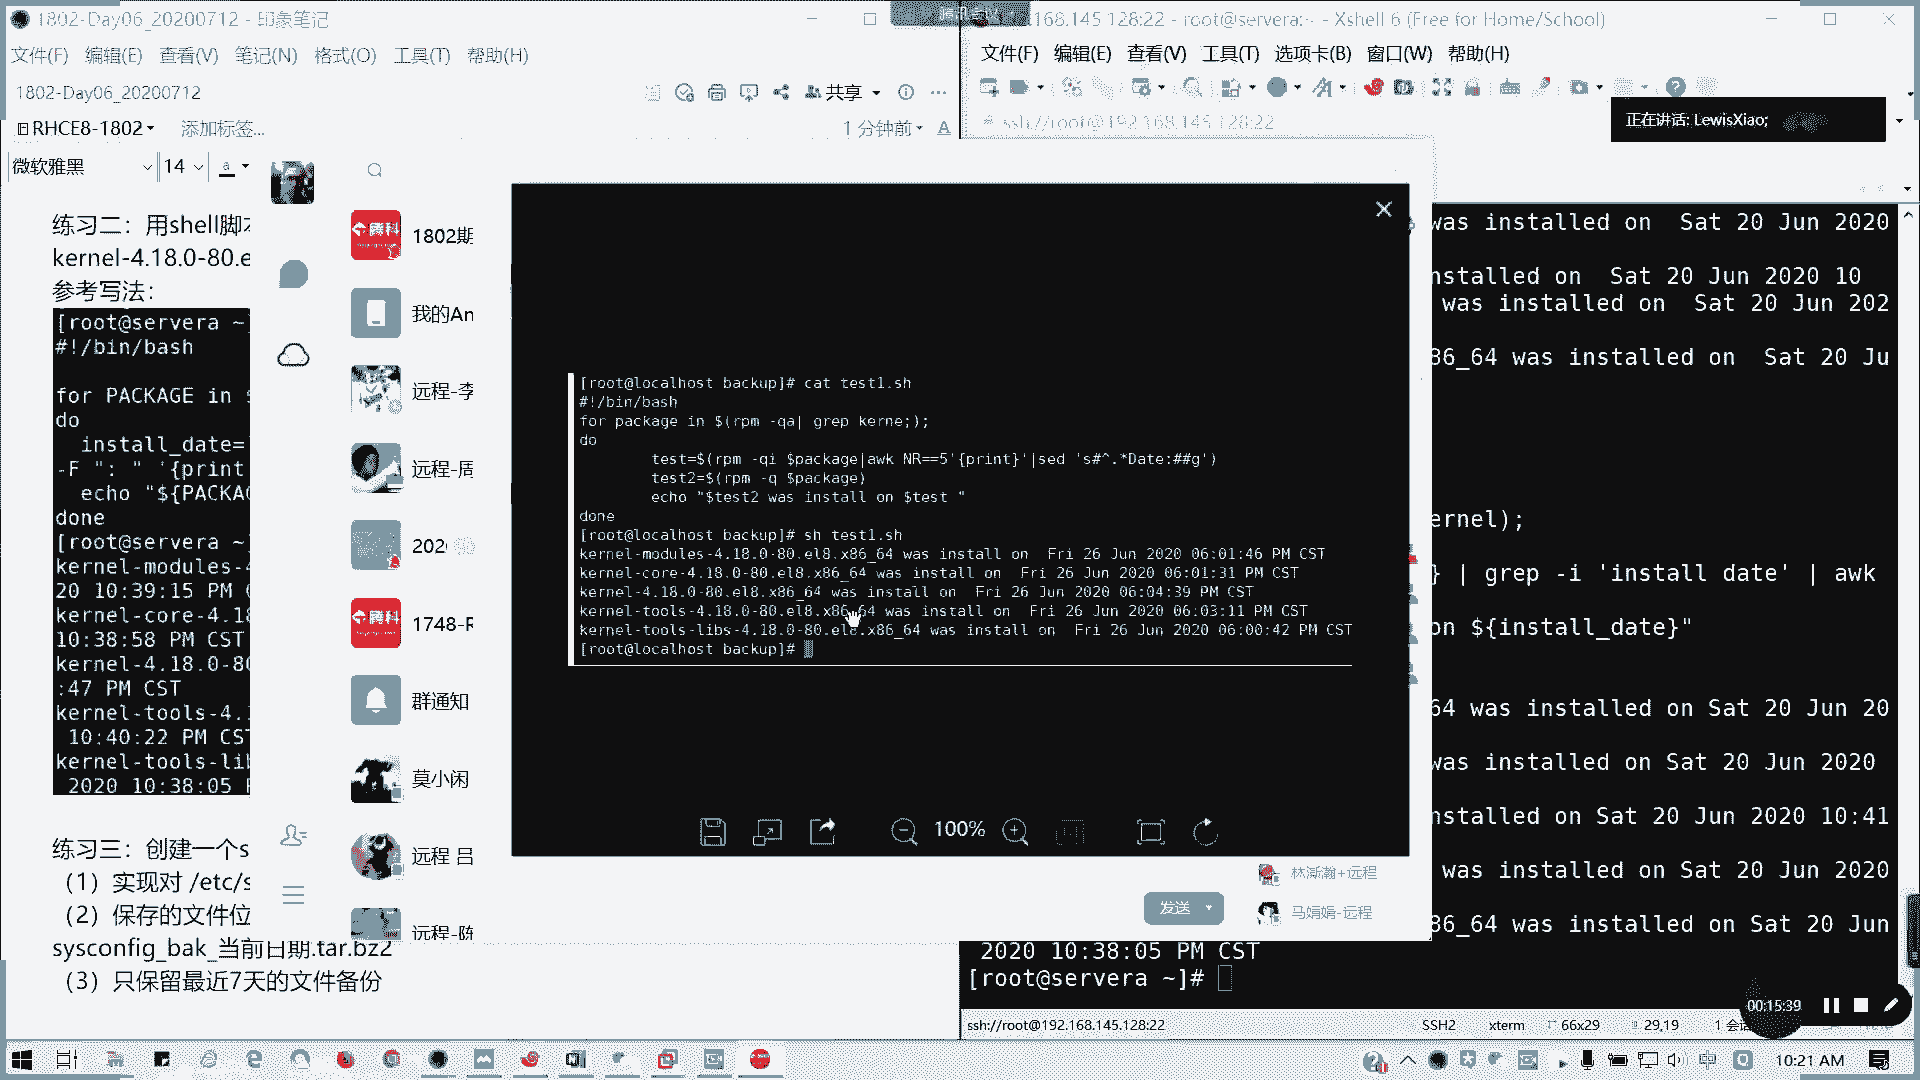 1802-Day06_20200712 - 印象笔记
文件(F) 编辑(E) 查看(V) 笔记(N) 格式(O) 工具(T) 帮助(H)
1802-Day06_20200712
共享
RHCE8-1802
添加标签...
1 分钟前
微软雅黑
14
练习二：用shell脚本
kernel-4.18.0-80.e
参考写法：
[root@servera ~
#!/bin/bash
for PACKAGE in
do
install_date=
-F ": " '{print
echo "${PACKA
done
[root@servera ~
kernel-modules-
20 10:39:15 PM
kernel-core-4.1
10:38:58 PM CST
kernel-4.18.0-8
:47 PM CST
kernel-tools-4.
10:40:22 PM CS
kernel-tools-li
2020 10:38:05
练习三：创建一个s
（1）实现对 /etc/s
（2）保存的文件位
sysconfig_bak_当前日期.tar.bz2
（3）只保留最近7天的文件备份
1802期
我的An
远程-李
远程-周
202
1748-R
群通知
莫小闲
远程 吕
远程-陈
[root@localhost backup]# cat test1.sh
#!/bin/bash
for package in $(rpm -qa| grep kerne;);
do
test=$(rpm -qi $package|awk NR==5'{print}'|sed 's#^.*Date:##g')
test2=$(rpm -q $package)
echo "$test2 was install on $test "
done
[root@localhost backup]# sh test1.sh
kernel-modules-4.18.0-80.el8.x86_64 was install on  Fri 26 Jun 2020 06:01:46 PM CST
kernel-core-4.18.0-80.el8.x86_64 was install on  Fri 26 Jun 2020 06:01:31 PM CST
kernel-4.18.0-80.el8.x86_64 was install on  Fri 26 Jun 2020 06:04:39 PM CST
kernel-tools-4.18.0-80.el8.x86_64 was install on  Fri 26 Jun 2020 06:03:11 PM CST
kernel-tools-libs-4.18.0-80.el8.x86_64 was install on  Fri 26 Jun 2020 06:00:42 PM CST
[root@localhost backup]#
100%
发送
林渐瀚+远程
马娟娟-远程
168.145.128:22 - root@servera:~ - Xshell 6 (Free for Home/School)
文件(F) 编辑(E) 查看(V) 工具(T) 选项卡(B) 窗口(W) 帮助(H)
ssh://root@192.168.145.128:22
正在讲话: LewisXiao;
was installed on  Sat 20 Jun 2020
nstalled on  Sat 20 Jun 2020 10
was installed on  Sat 20 Jun 202
86_64 was installed on  Sat 20 Ju
ernel);
} | grep -i 'install date' | awk
on ${install_date}"
64 was installed on Sat 20 Jun 20
was installed on Sat 20 Jun 2020
nstalled on Sat 20 Jun 2020 10:41
was installed on Sat 20 Jun 2020
86_64 was installed on Sat 20 Jun
2020 10:38:05 PM CST
[root@servera ~]#
00:15:39
ssh://root@192.168.145.128:22
SSH2
xterm
66x29
29,19
1 会
中
10:21 AM